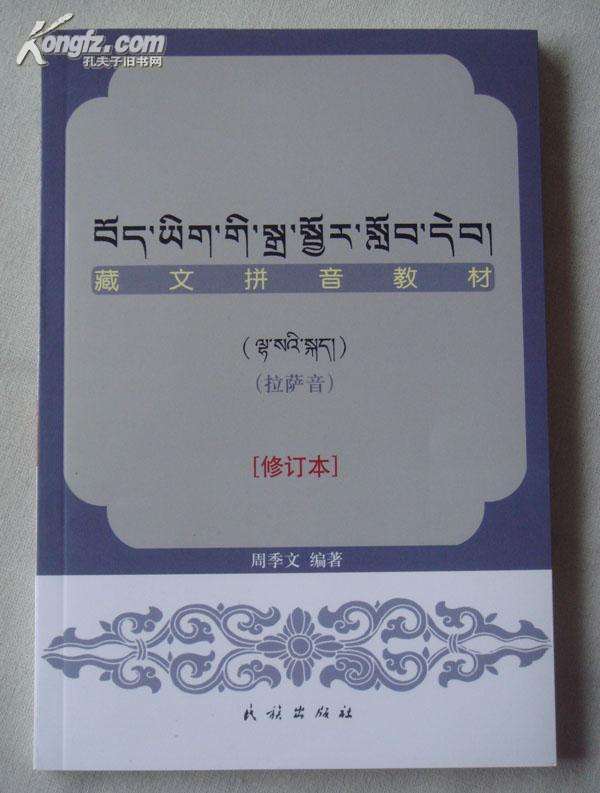 Kongfz.com
孔夫子旧书网
བོད་ཡིག་གི་སྒྲ་སྦྱོར་སློབ་དེབ།
藏文拼音教材
(ལྷ་སའི་སྐད།)
(拉萨音)
[修订本]
周季文 编著
民族出版社